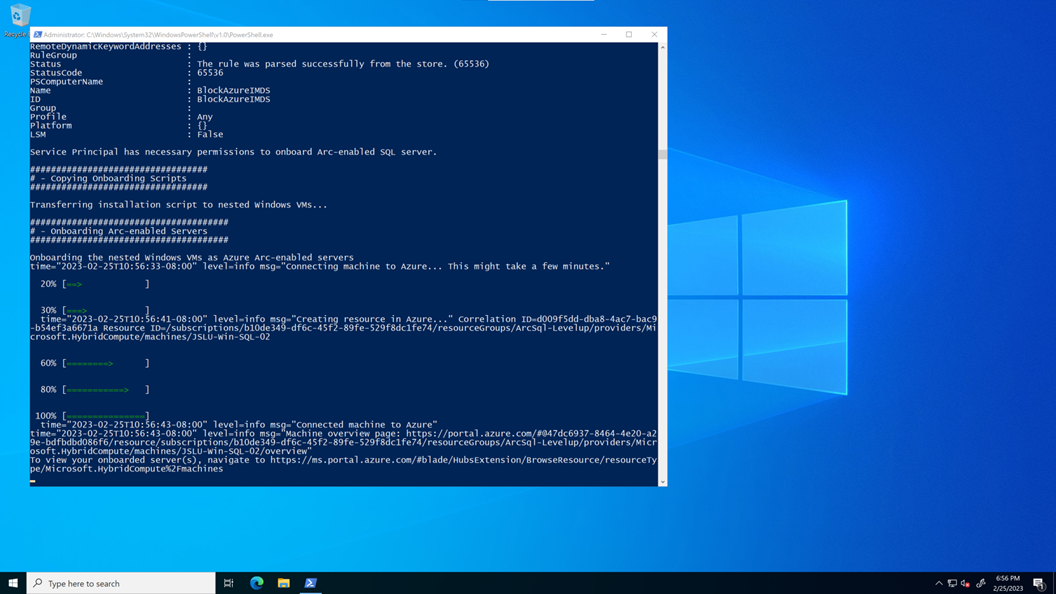 Recycle
Administrator: C:\Windows\System32\WindowsPowerShell\v1.0\PowerShell.exe
RemoteDynamicKeywordAddresses : {}
RuleGroup :
Status : The rule was parsed successfully from the store. (65536)
StatusCode : 65536
PSComputerName :
Name : BlockAzureIMDS
ID : BlockAzureIMDS
Group :
Profile : Any
Platform : {}
LSM : False
Service Principal has necessary permissions to onboard Arc-enabled SQL server.
##################################
# - Copying Onboarding Scripts
##################################
Transferring installation script to nested Windows VMs...
######################################
# - Onboarding Arc-enabled Servers
######################################
Onboarding the nested Windows VMs as Azure Arc-enabled servers
time="2023-02-25T10:56:33-08:00" level=info msg="Connecting machine to Azure... This might take a few minutes."
20% [==> ]
30% [===> ]
time="2023-02-25T10:56:41-08:00" level=info msg="Creating resource in Azure..." Correlation ID=d009f5dd-dba8-4ac7-bac9
-b54ef3a6671a Resource ID=/subscriptions/b10de349-df6c-45f2-89fe-529f8dc1fe74/resourceGroups/ArcSql-Levelup/providers/Mi
crosoft.HybridCompute/machines/JSLU-Win-SQL-02
60% [========> ]
80% [===========> ]
100% [===============]
time="2023-02-25T10:56:43-08:00" level=info msg="Connected machine to Azure"
time="2023-02-25T10:56:43-08:00" level=info msg="Machine overview page: https://portal.azure.com/#@47dc6937-8464-4e20-a2
9e-bdfbdbd086f6/resource/subscriptions/b10de349-df6c-45f2-89fe-529f8dc1fe74/resourceGroups/ArcSql-Levelup/providers/Micr
osoft.HybridCompute/machines/JSLU-Win-SQL-02/overview"
To view your onboarded server(s), navigate to https://ms.portal.azure.com/#blade/HubsExtension/BrowseResource/resourceTy
pe/Microsoft.HybridCompute%2Fmachines
Type here to search
6:56 PM
2/25/2023